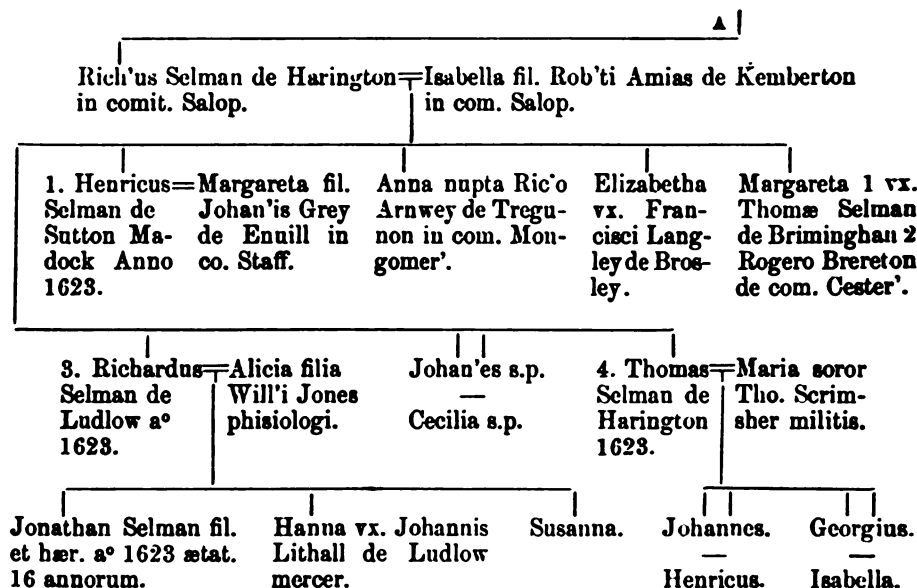 A
Rich'us Selman de Harington=Isabella fil. Rob'ti Amias de Kemberton
in comit. Salop. in com. Salop.
1. Henricus=Margareta fil.
Selman de Johan'is Grey
Sutton Ma- de Enuill in
dock Anno co. Staff.
1623.
Anna nupta Ric'o
Arnwey de Tregu-
non in com. Mon-
gomer'.
Elizabetha
vx. Fran-
cisci Lang-
ley de Bros-
ley.
Margareta 1 vx.
Thomæ Selman
de Brimingham 2
Rogero Brereton
de com. Cester'.
3. Richardus=Alicia filia
Selman de Will'i Jones
Ludlow aº phisiologi.
1623.
Johan'es s.p.
—
Cecilia s.p.
4. Thomas=Maria soror
Selman de Tho. Scrim-
Harington sher militis.
1623.
Jonathan Selman fil.
et hær. aº 1623 ætat.
16 annorum.
Hanna vx. Johannis
Lithall de Ludlow
mercer.
Susanna.
Johannes.
—
Henricus.
Georgius.
—
Isabella.